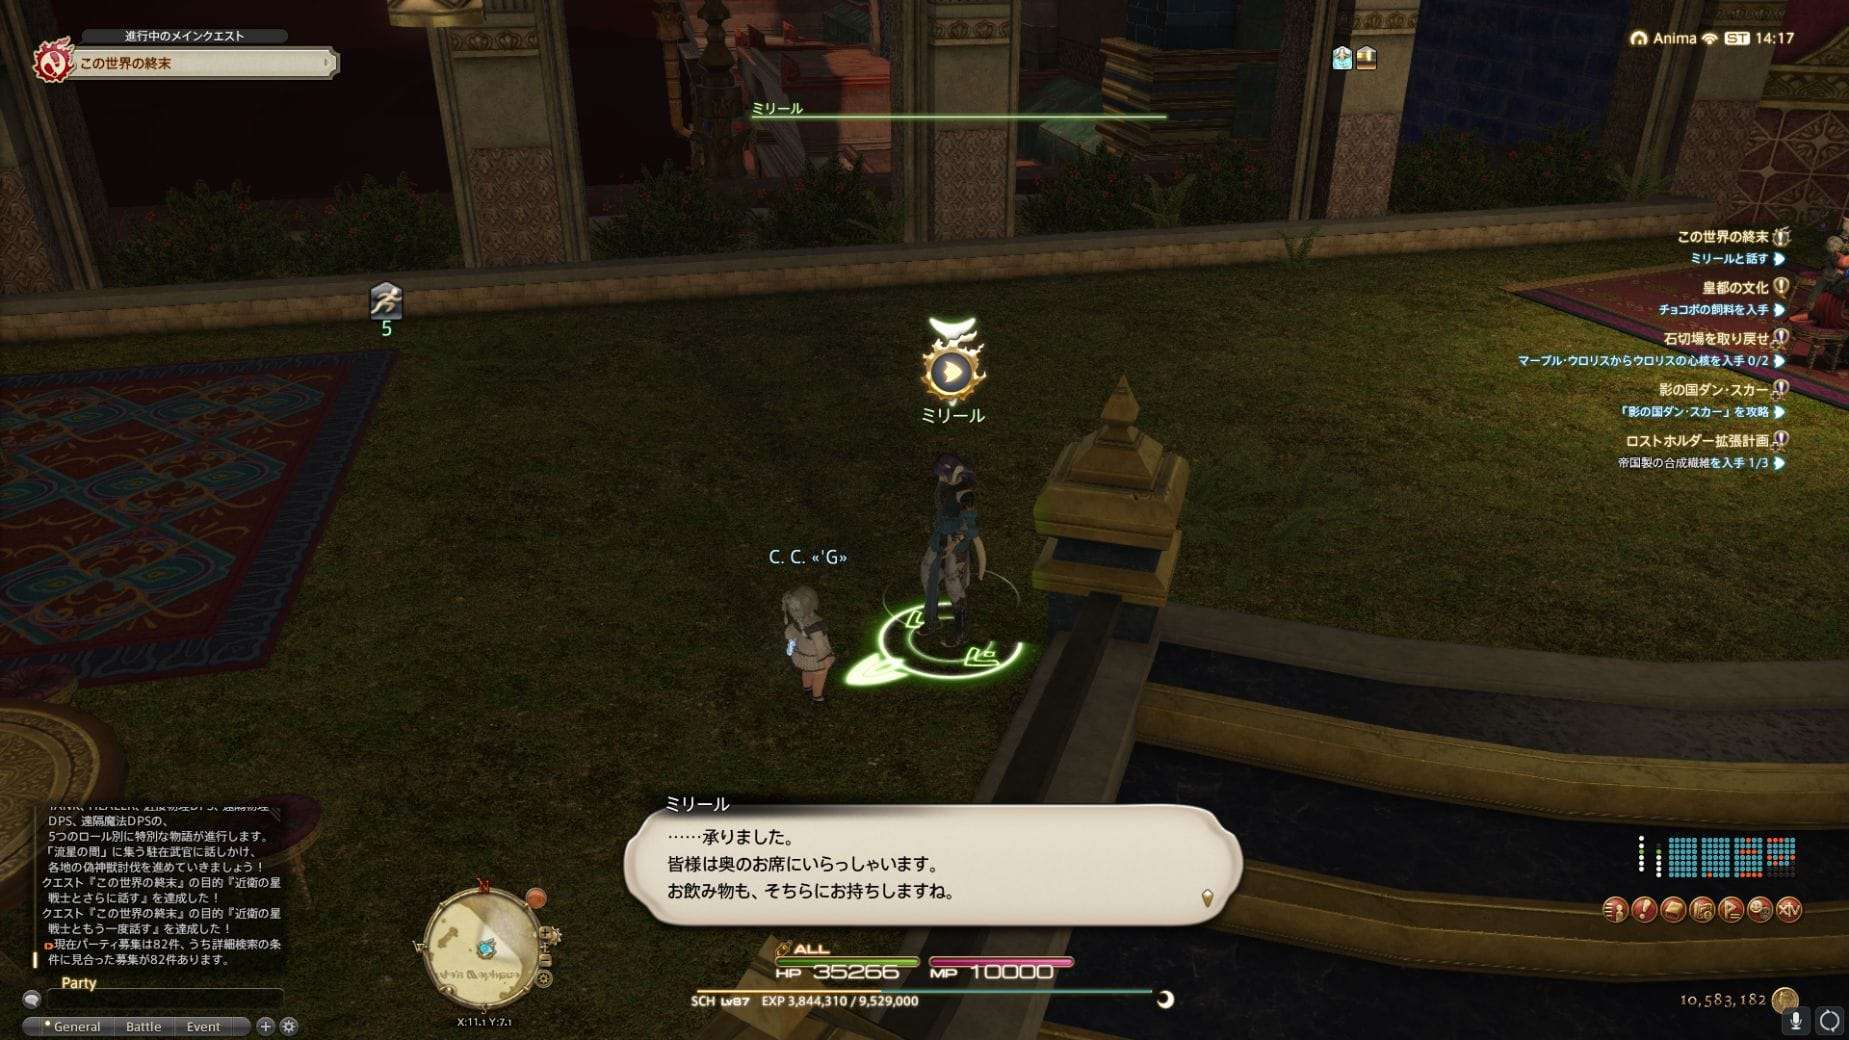 進行中のメインクエスト
この世界の終末
Anima ST 14:17
ミリール
この世界の終末
ミリールと話す
皇都の文化
チョコボの飼料を入手
石切場を取り戻せ
マーブル・ウロリスからウロリスの心核を入手 0/2
影の国ダン・スカー
「影の国ダン・スカー」を攻略
ロストホルダー拡張計画
帝国製の合成繊維を入手 1/3
5
ミリール
C. C. «'G»
ミリール
……承りました。
皆様は奥のお席にいらっしゃいます。
お飲み物も、そちらにお持ちしますね。
TANK、HEALER、近接物理DPS、遠隔物理
DPS、遠隔魔法DPSの、
5つのロール別に特別な物語が進行します。
「流星の間」に集う駐在武官に話しかけ、
各地の偽神獣討伐を進めていきましょう！
クエスト『この世界の終末』の目的『近衛の星
戦士とさらに話す』を達成した！
クエスト『この世界の終末』の目的『近衛の星
戦士ともう一度話す』を達成した！
現在パーティ募集は82件、うち詳細検索の条
件に見合った募集が82件あります。
Party
General Battle Event
X:11.1 Y:7.1
ALL
HP 35266 MP 10000
SCH Lv87 EXP 3,844,310 / 9,529,000
XIV
10,583,182